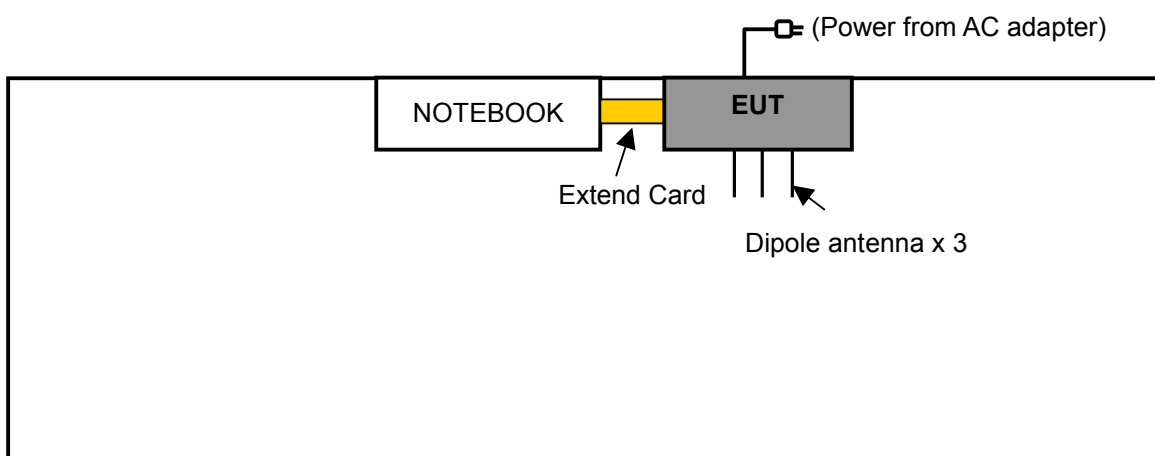 (Power from AC adapter)
NOTEBOOK
EUT
Extend Card
Dipole antenna x 3